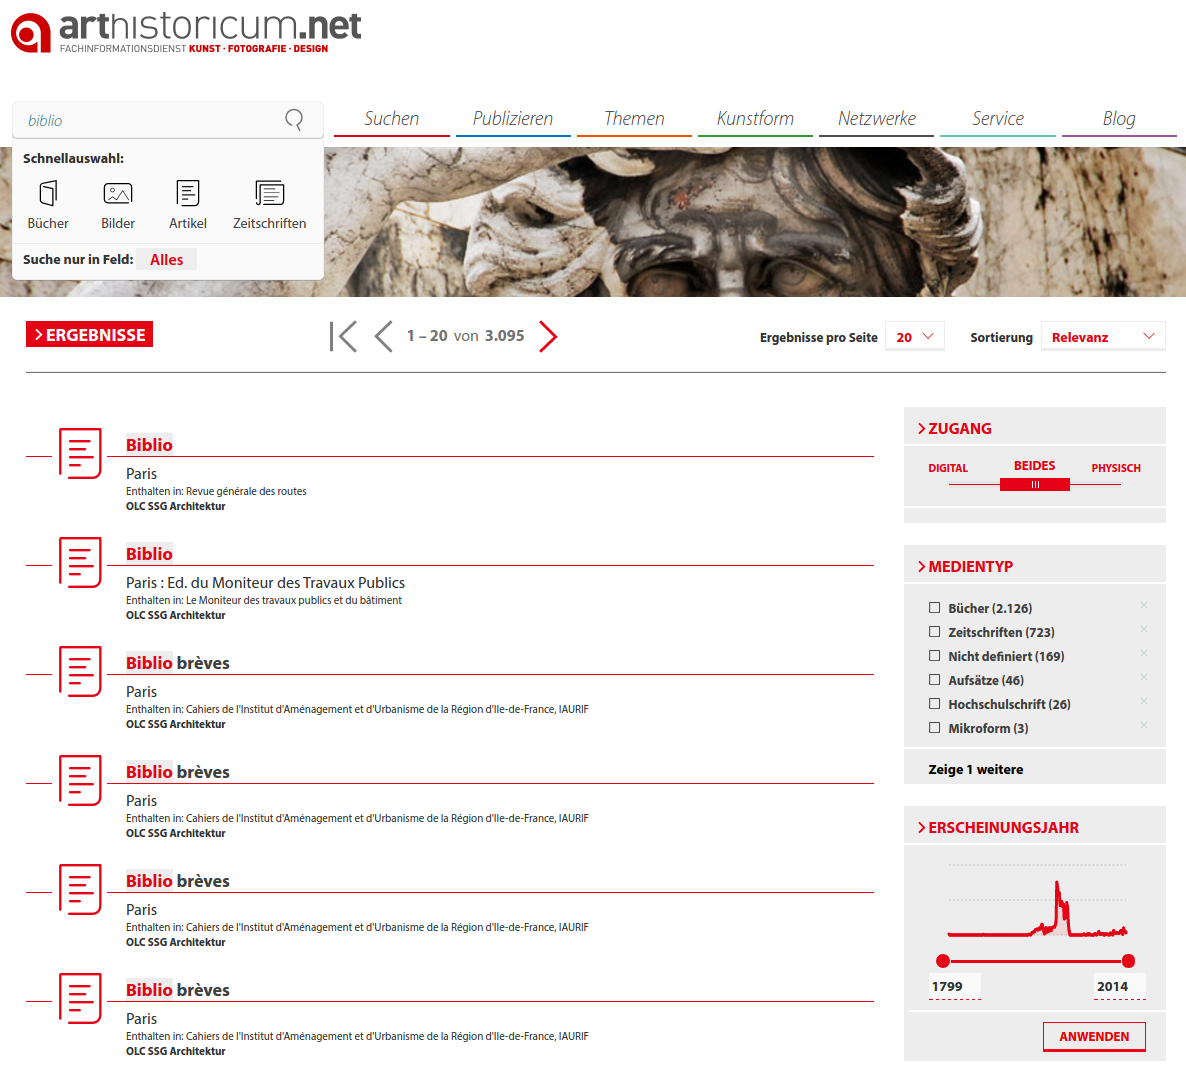 arthistoricum.net
FACHINFORMATIONSDIENST KUNST · FOTOGRAFIE · DESIGN
biblio
Suchen Publizieren Themen Kunstform Netzwerke Service Blog
Schnellauswahl:
Bücher Bilder Artikel Zeitschriften
Suche nur in Feld: Alles
ERGEBNISSE
1 – 20 von 3.095
Ergebnisse pro Seite 20 Sortierung Relevanz
Biblio
Paris
Enthalten in: Revue générale des routes
OLC SSG Architektur
Biblio
Paris : Ed. du Moniteur des Travaux Publics
Enthalten in: Le Moniteur des travaux publics et du bâtiment
OLC SSG Architektur
Biblio brèves
Paris
Enthalten in: Cahiers de l'Institut d'Aménagement et d'Urbanisme de la Région d'Ile-de-France, IAURIF
OLC SSG Architektur
Biblio brèves
Paris
Enthalten in: Cahiers de l'Institut d'Aménagement et d'Urbanisme de la Région d'Ile-de-France, IAURIF
OLC SSG Architektur
Biblio brèves
Paris
Enthalten in: Cahiers de l'Institut d'Aménagement et d'Urbanisme de la Région d'Ile-de-France, IAURIF
OLC SSG Architektur
Biblio brèves
Paris
Enthalten in: Cahiers de l'Institut d'Aménagement et d'Urbanisme de la Région d'Ile-de-France, IAURIF
OLC SSG Architektur
ZUGANG
DIGITAL BEIDES PHYSISCH
MEDIENTYP
Bücher (2.126)
Zeitschriften (723)
Nicht definiert (169)
Aufsätze (46)
Hochschulschrift (26)
Mikroform (3)
Zeige 1 weitere
ERSCHEINUNGSJAHR
1799 2014
ANWENDEN